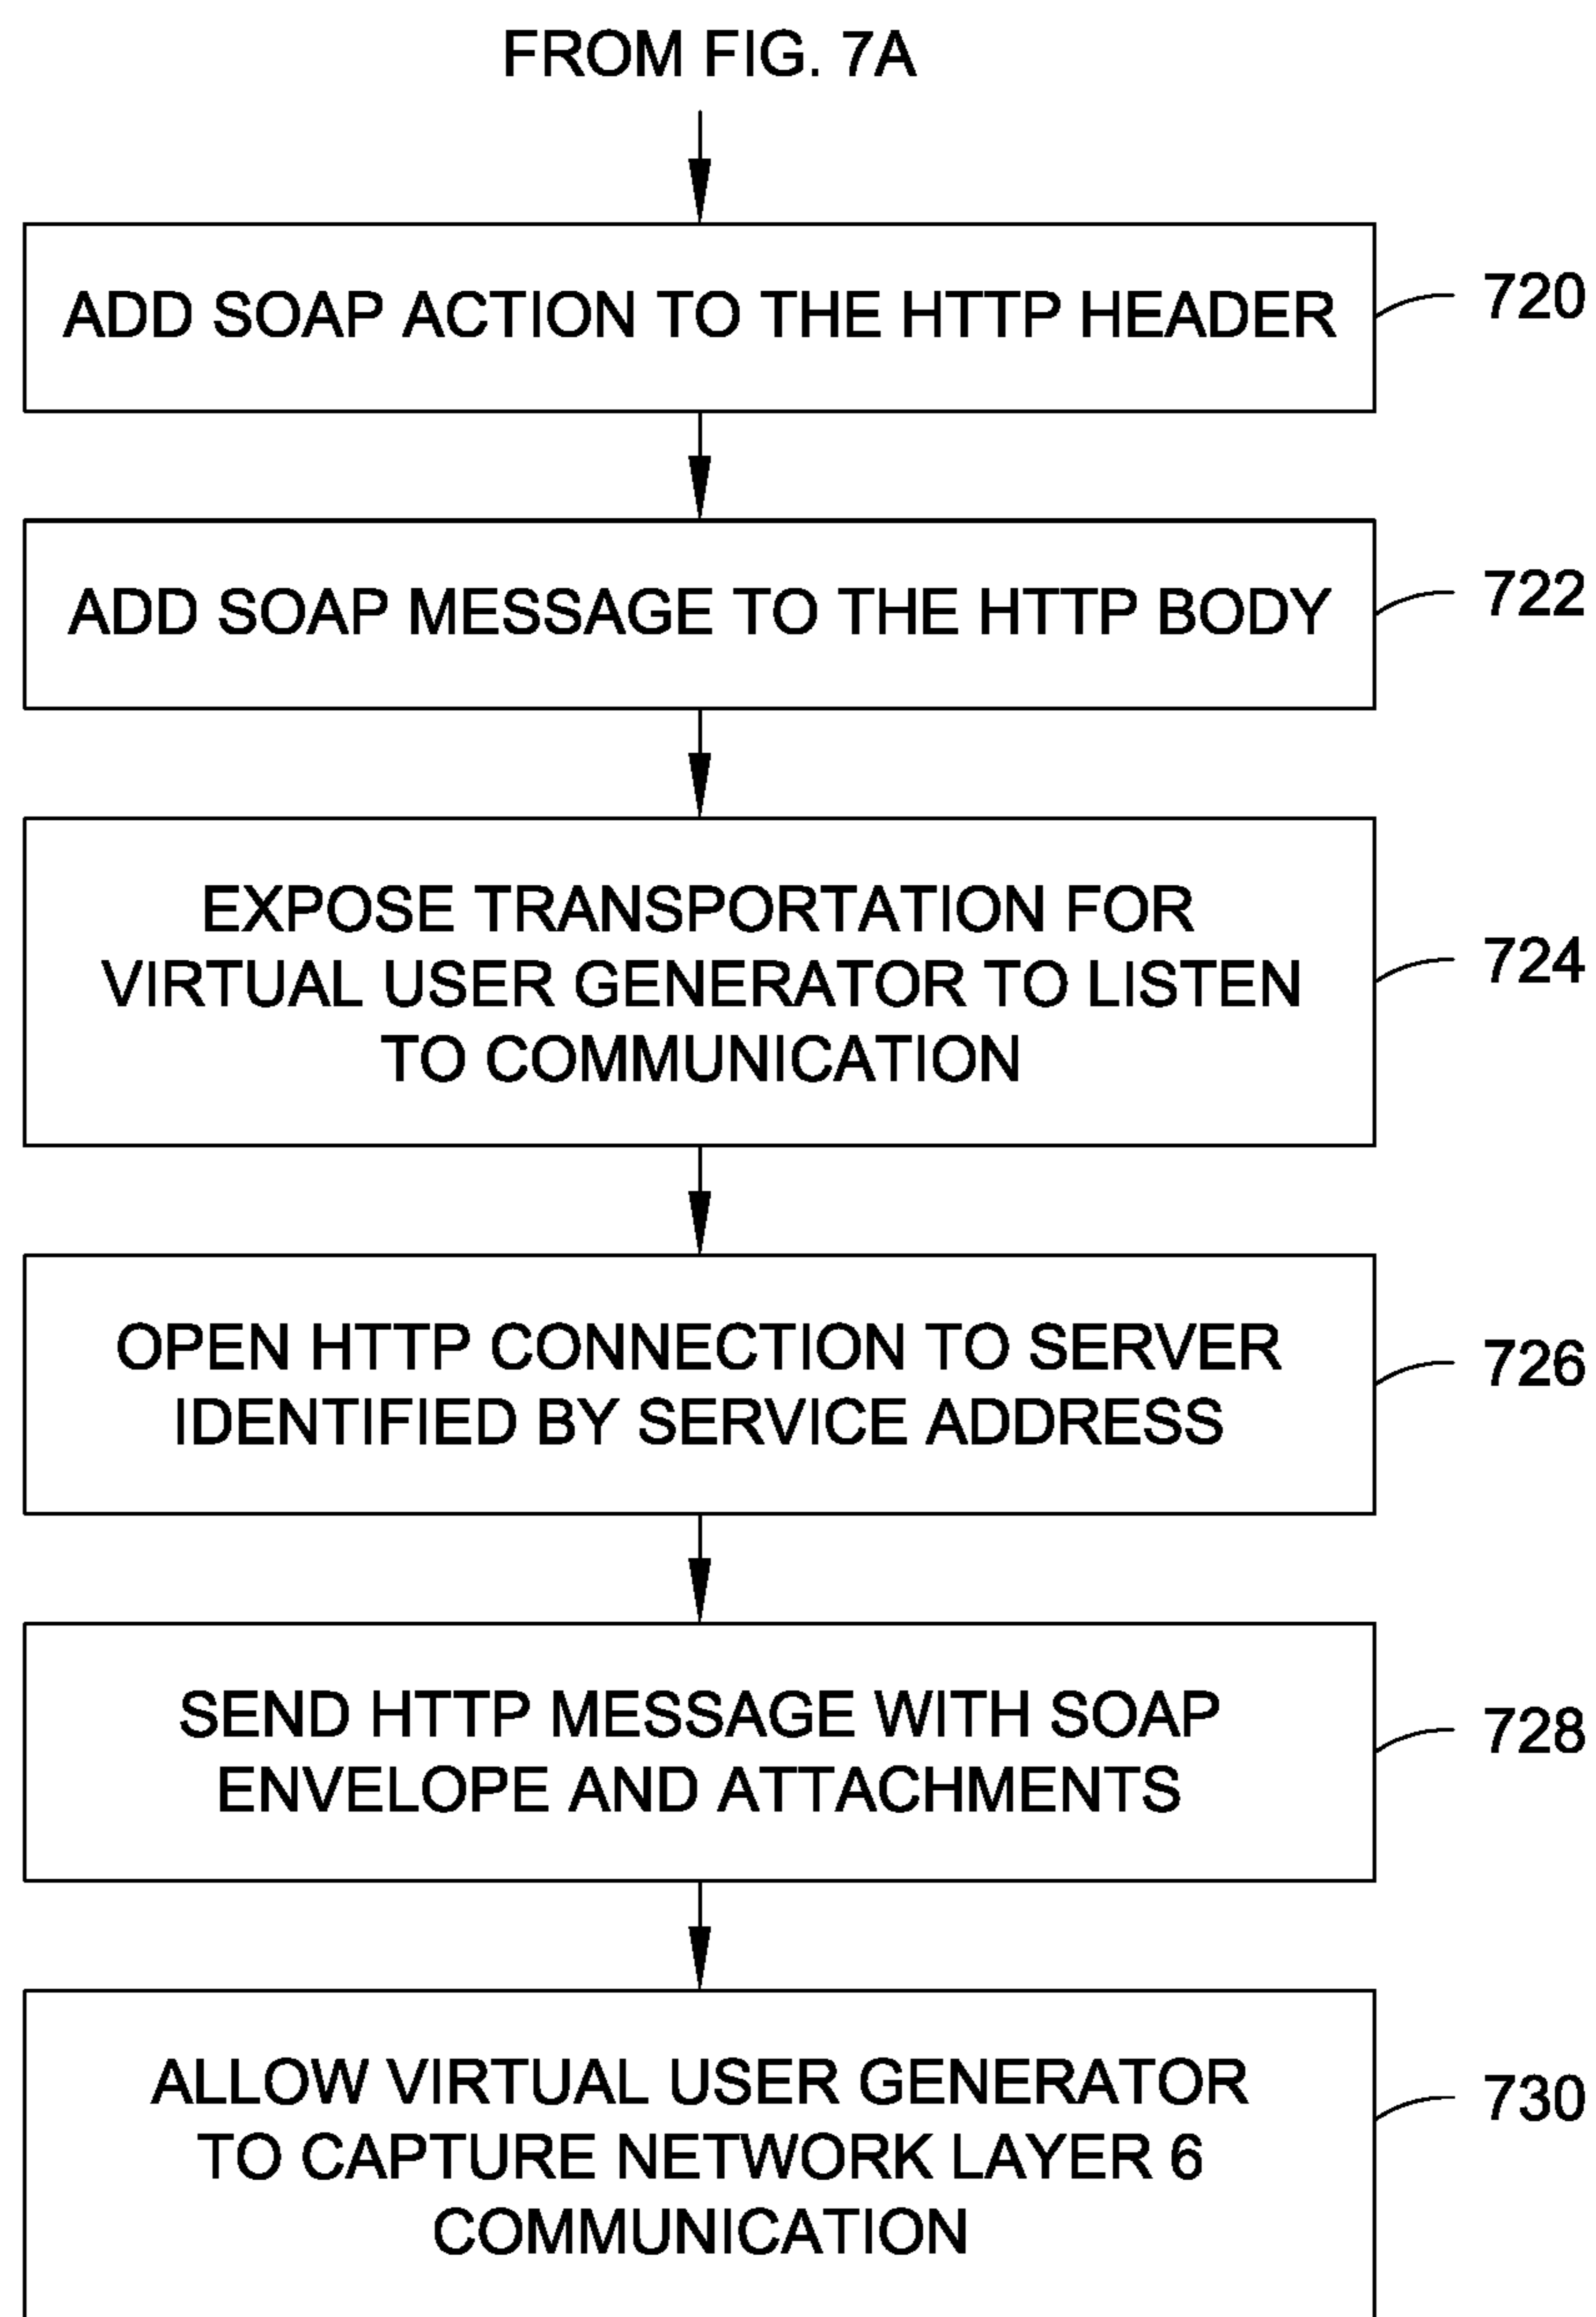 FROM FIG. 7A
ADD SOAP ACTION TO THE HTTP HEADER
720
ADD SOAP MESSAGE TO THE HTTP BODY
722
EXPOSE TRANSPORTATION FOR
VIRTUAL USER GENERATOR TO LISTEN
TO COMMUNICATION
724
OPEN HTTP CONNECTION TO SERVER
IDENTIFIED BY SERVICE ADDRESS
726
SEND HTTP MESSAGE WITH SOAP
ENVELOPE AND ATTACHMENTS
728
ALLOW VIRTUAL USER GENERATOR
TO CAPTURE NETWORK LAYER 6
COMMUNICATION
730